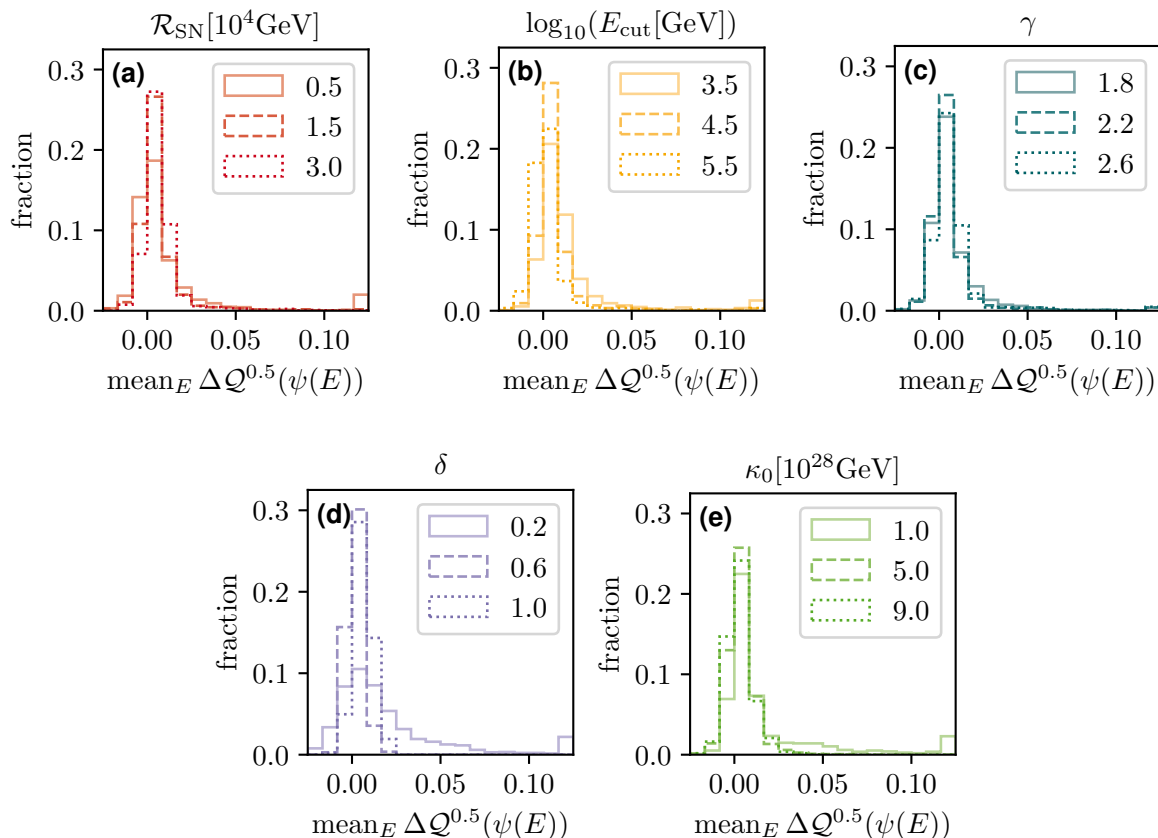 𝓡_SN[10⁴GeV]
(a)
0.5
1.5
3.0
fraction
0.3
0.2
0.1
0.0
0.00 0.05 0.10
mean_E Δ𝒬^0.5(ψ(E))
log₁₀(E_cut[GeV])
(b)
3.5
4.5
5.5
fraction
0.3
0.2
0.1
0.0
0.00 0.05 0.10
mean_E Δ𝒬^0.5(ψ(E))
γ
(c)
1.8
2.2
2.6
fraction
0.3
0.2
0.1
0.0
0.00 0.05 0.10
mean_E Δ𝒬^0.5(ψ(E))
δ
(d)
0.2
0.6
1.0
fraction
0.3
0.2
0.1
0.0
0.00 0.05 0.10
mean_E Δ𝒬^0.5(ψ(E))
κ₀[10²⁸GeV]
(e)
1.0
5.0
9.0
fraction
0.3
0.2
0.1
0.0
0.00 0.05 0.10
mean_E Δ𝒬^0.5(ψ(E))